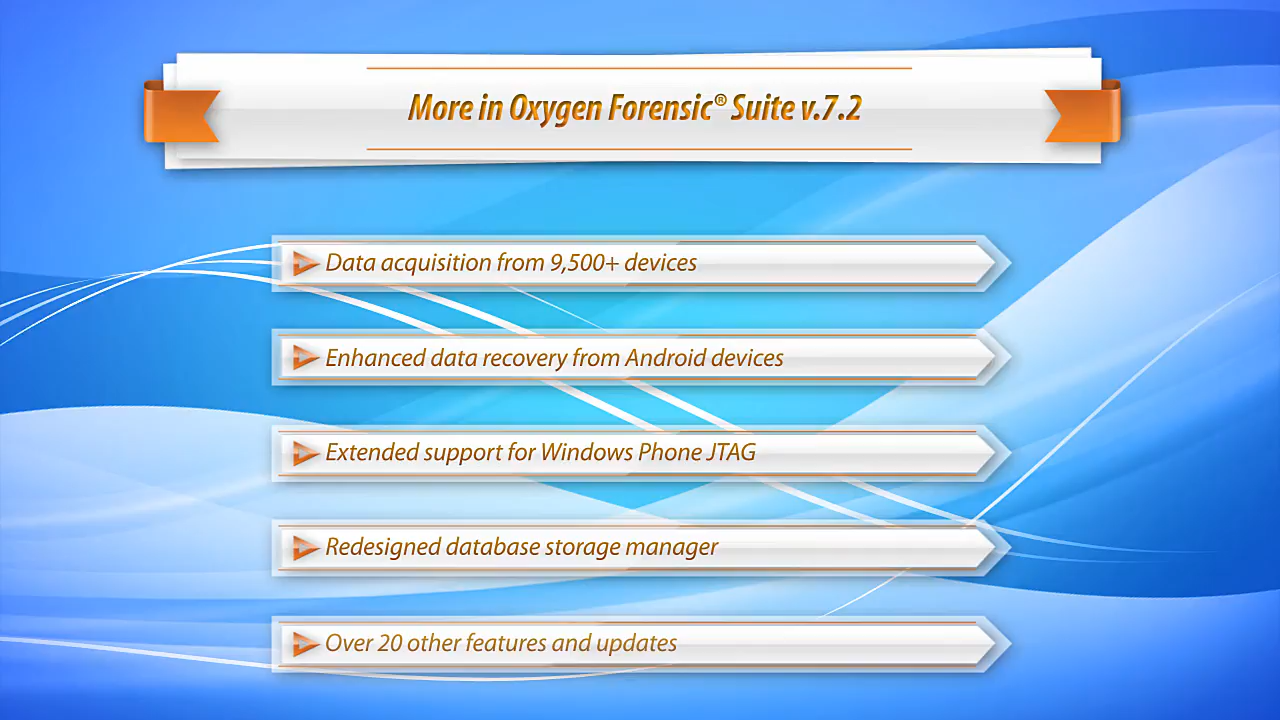 More in Oxygen Forensic® Suite v.7.2
Data acquisition from 9,500+ devices
Enhanced data recovery from Android devices
Extended support for Windows Phone JTAG
Redesigned database storage manager
Over 20 other features and updates